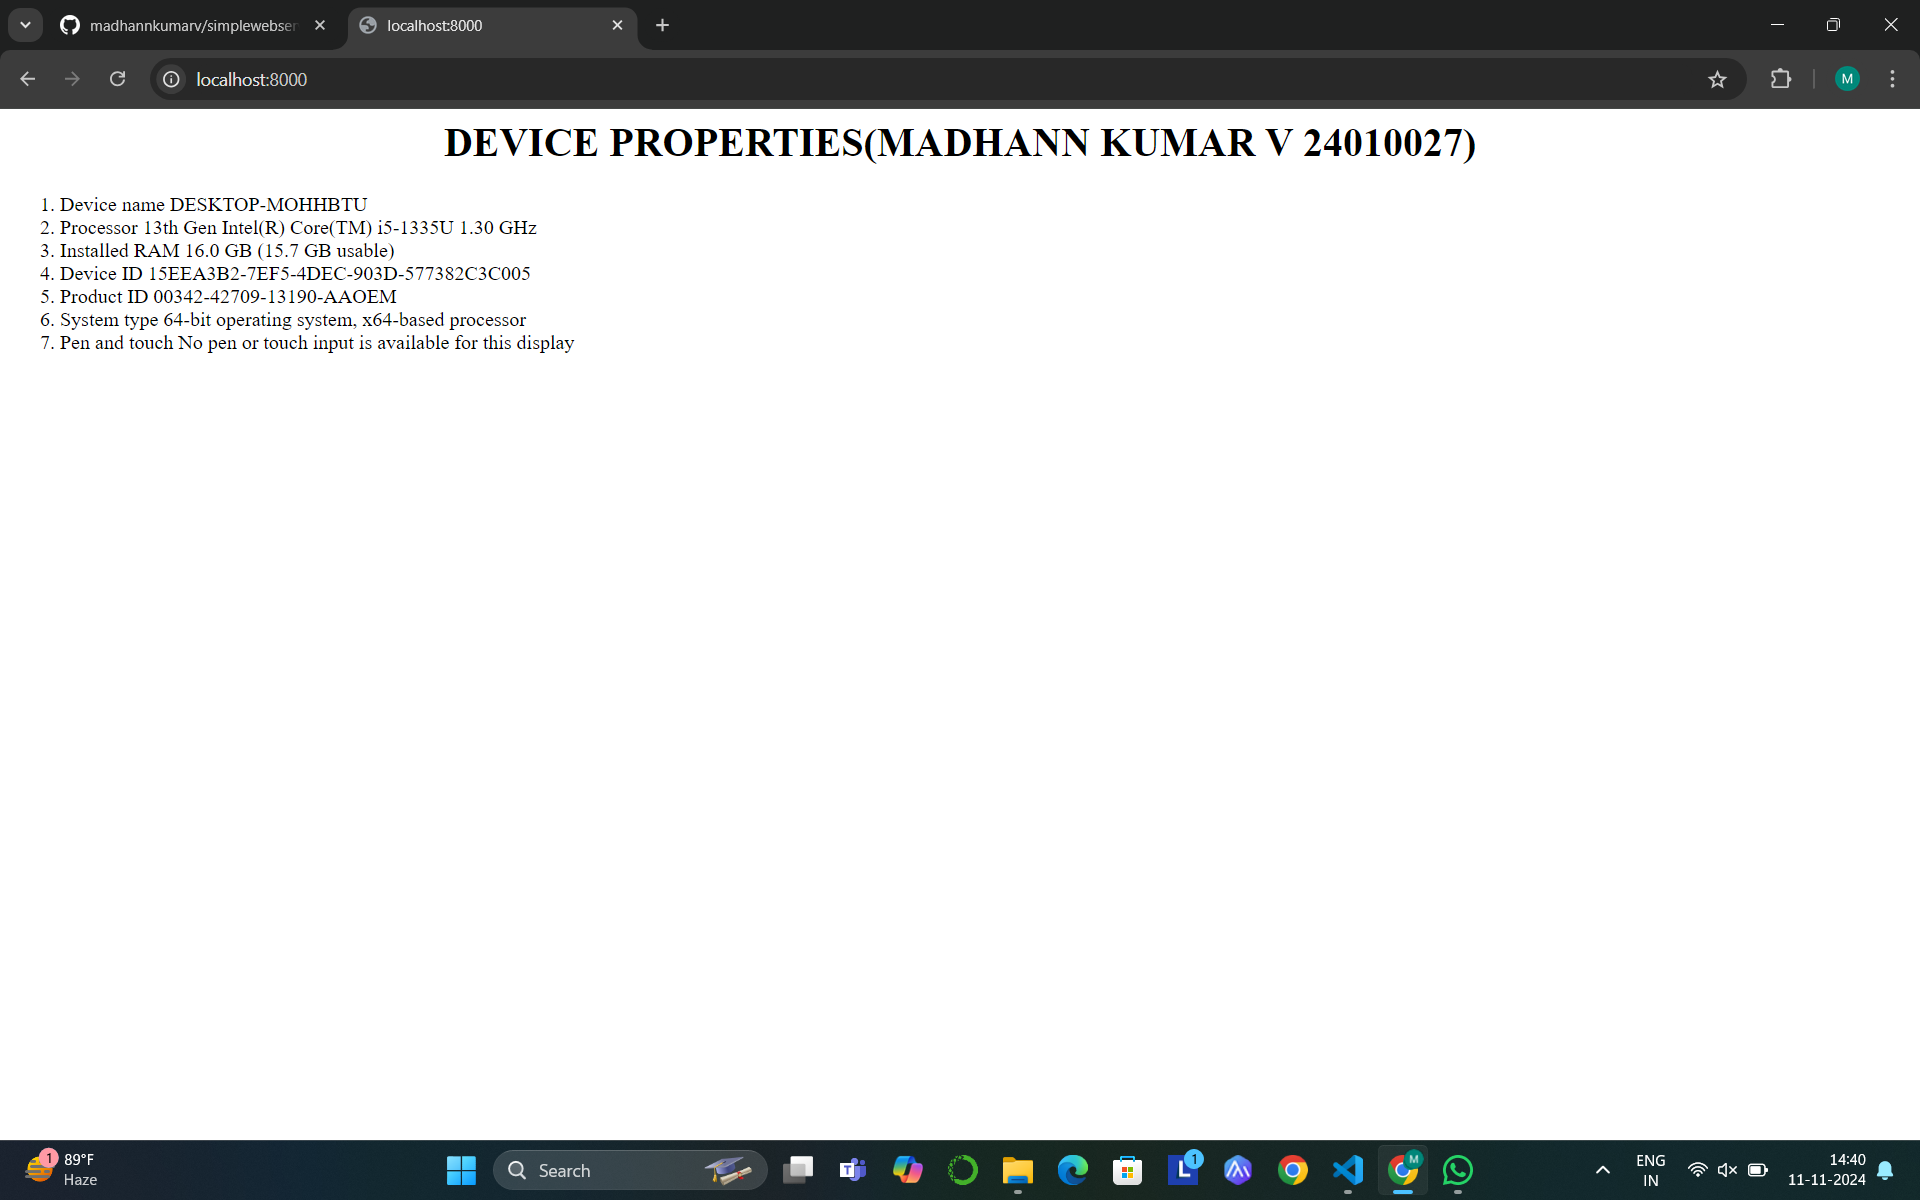 madhannkumarv/simplewebser
localhost:8000
localhost:8000
M
DEVICE PROPERTIES(MADHANN KUMAR V 24010027)
1. Device name DESKTOP-MOHHBTU
2. Processor 13th Gen Intel(R) Core(TM) i5-1335U 1.30 GHz
3. Installed RAM 16.0 GB (15.7 GB usable)
4. Device ID 15EEA3B2-7EF5-4DEC-903D-577382C3C005
5. Product ID 00342-42709-13190-AAOEM
6. System type 64-bit operating system, x64-based processor
7. Pen and touch No pen or touch input is available for this display
1
89°F
Haze
Search
T
L
1
M
ENG
IN
14:40
11-11-2024